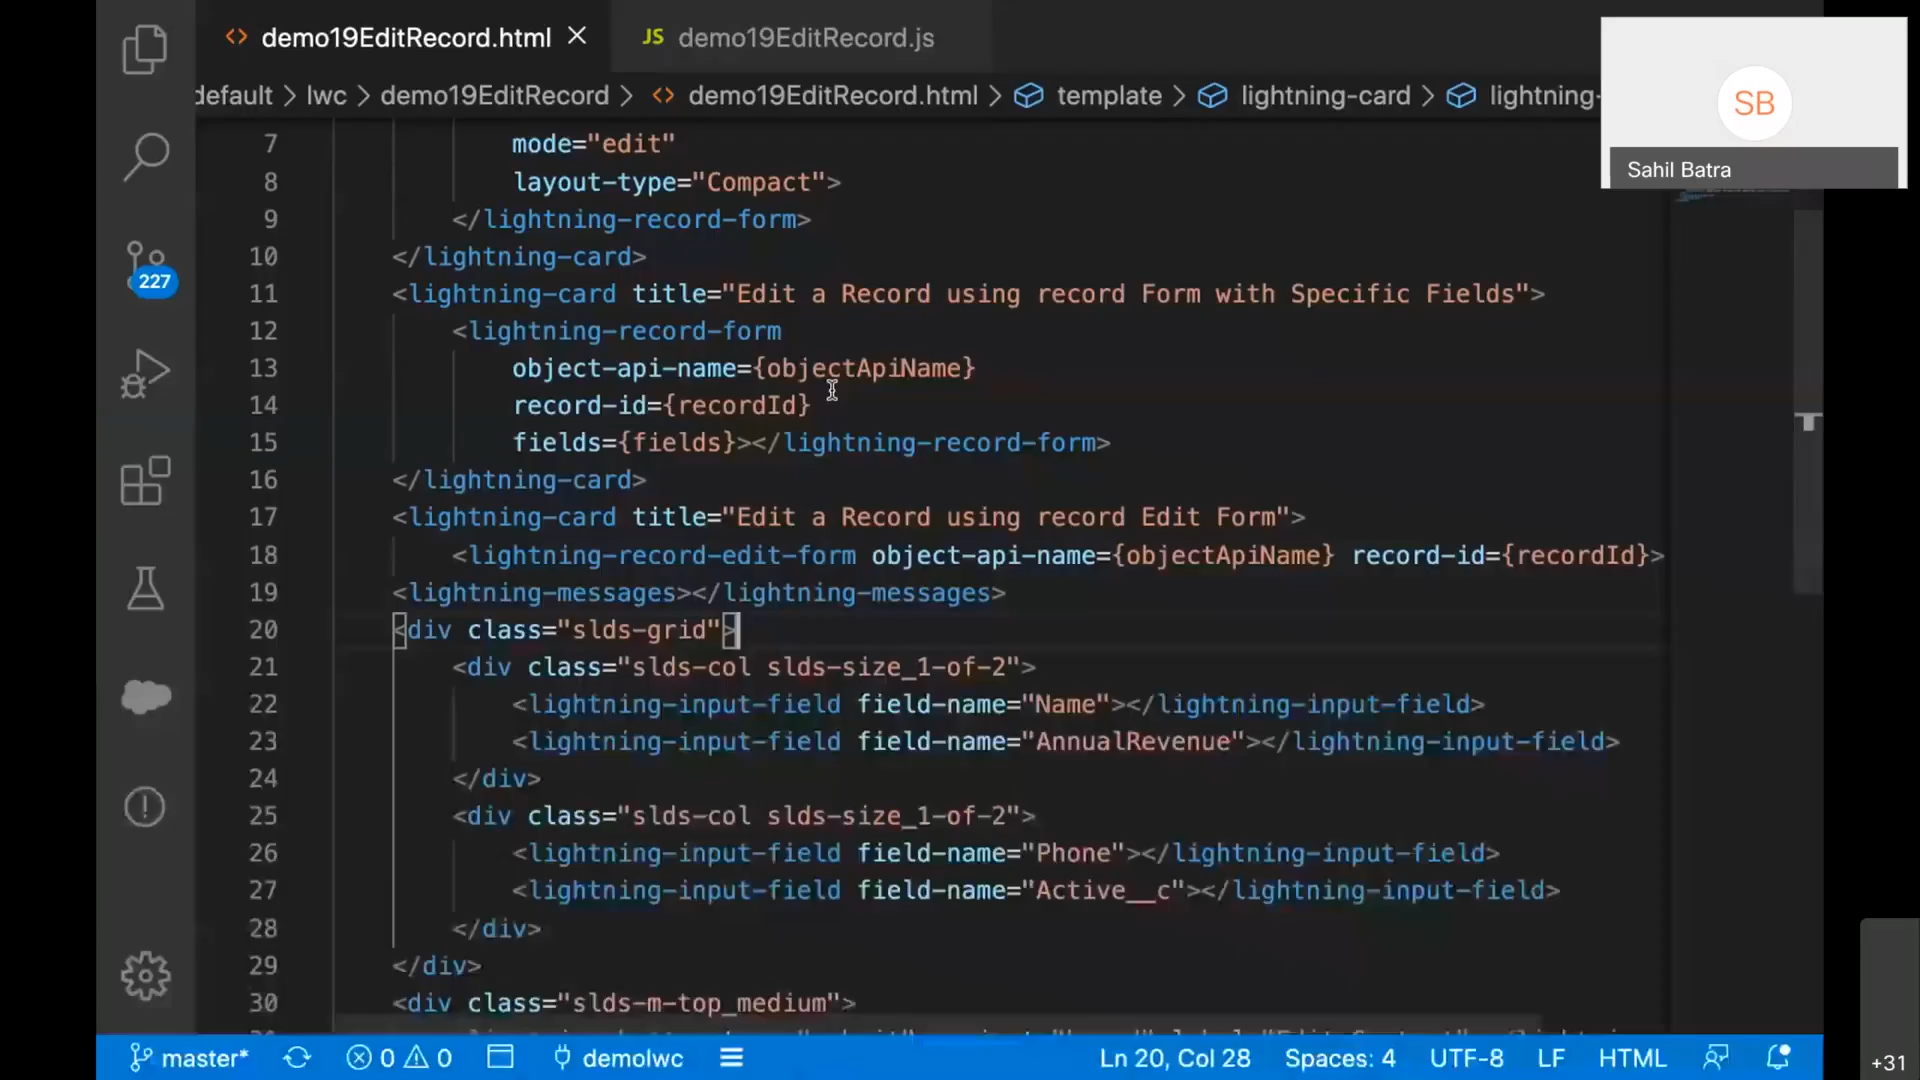 demo19EditRecord.html
JS demo19EditRecord.js
default > lwc > demo19EditRecord > demo19EditRecord.html > template > lightning-card > lightning-
SB
Sahil Batra
7 mode="edit"
8 layout-type="Compact">
9 </lightning-record-form>
10 </lightning-card>
11 <lightning-card title="Edit a Record using record Form with Specific Fields">
12 <lightning-record-form
13 object-api-name={objectApiName}
14 record-id={recordId}
15 fields={fields}></lightning-record-form>
16 </lightning-card>
17 <lightning-card title="Edit a Record using record Edit Form">
18 <lightning-record-edit-form object-api-name={objectApiName} record-id={recordId}>
19 <lightning-messages></lightning-messages>
20 <div class="slds-grid">
21 <div class="slds-col slds-size_1-of-2">
22 <lightning-input-field field-name="Name"></lightning-input-field>
23 <lightning-input-field field-name="AnnualRevenue"></lightning-input-field>
24 </div>
25 <div class="slds-col slds-size_1-of-2">
26 <lightning-input-field field-name="Phone"></lightning-input-field>
27 <lightning-input-field field-name="Active__c"></lightning-input-field>
28 </div>
29 </div>
30 <div class="slds-m-top_medium">
227
master* 0 0 demolwc Ln 20, Col 28 Spaces: 4 UTF-8 LF HTML
+31